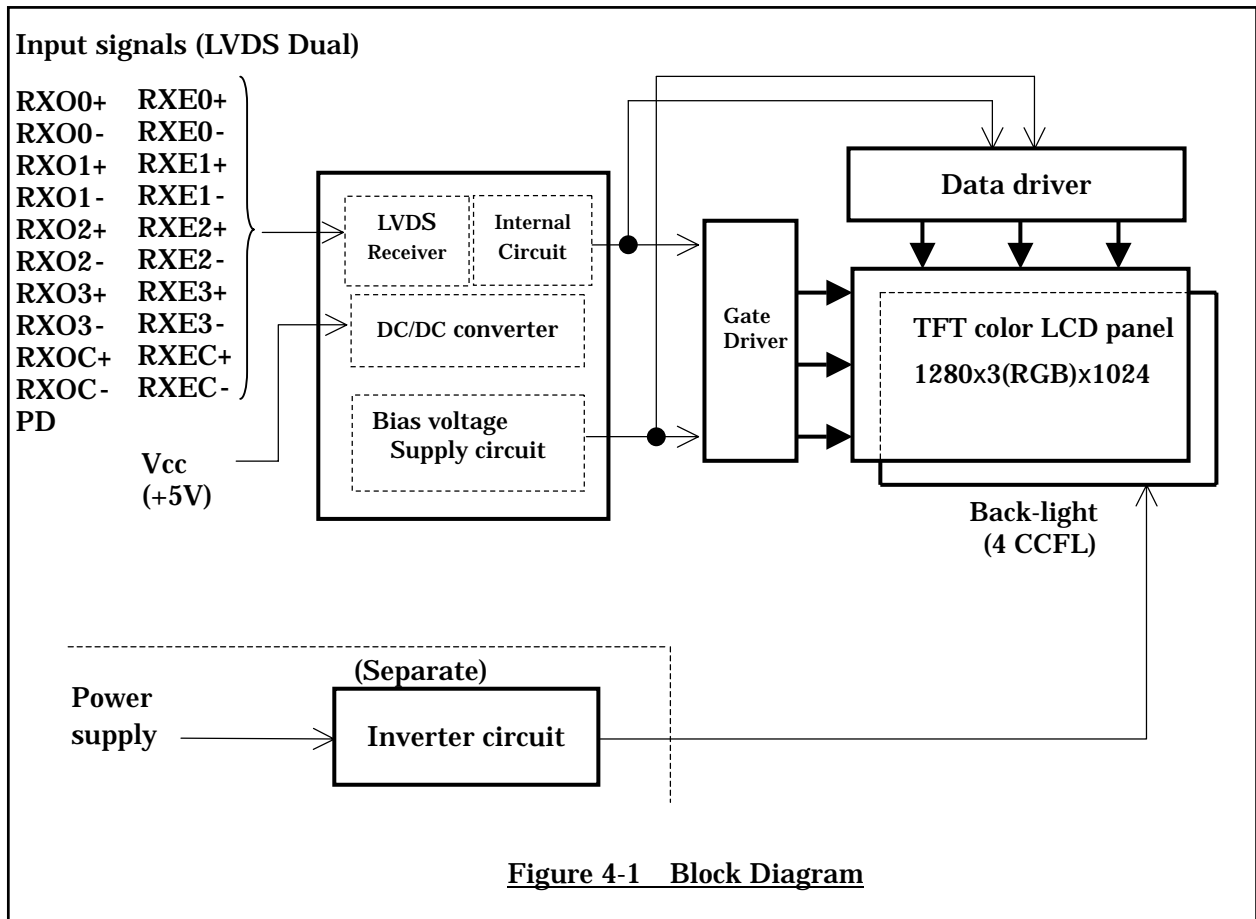 Input signals (LVDS Dual)
RXO0+ RXE0+
RXO0- RXE0-
RXO1+ RXE1+
RXO1- RXE1-
RXO2+ RXE2+
RXO2- RXE2-
RXO3+ RXE3+
RXO3- RXE3-
RXOC+ RXEC+
RXOC- RXEC-
PD
Vcc
(+5V)
LVDS
Receiver
Internal
Circuit
DC/DC converter
Bias voltage
Supply circuit
Gate
Driver
Data driver
TFT color LCD panel
1280x3(RGB)x1024
Back-light
(4 CCFL)
(Separate)
Power
supply
Inverter circuit
Figure 4-1 Block Diagram